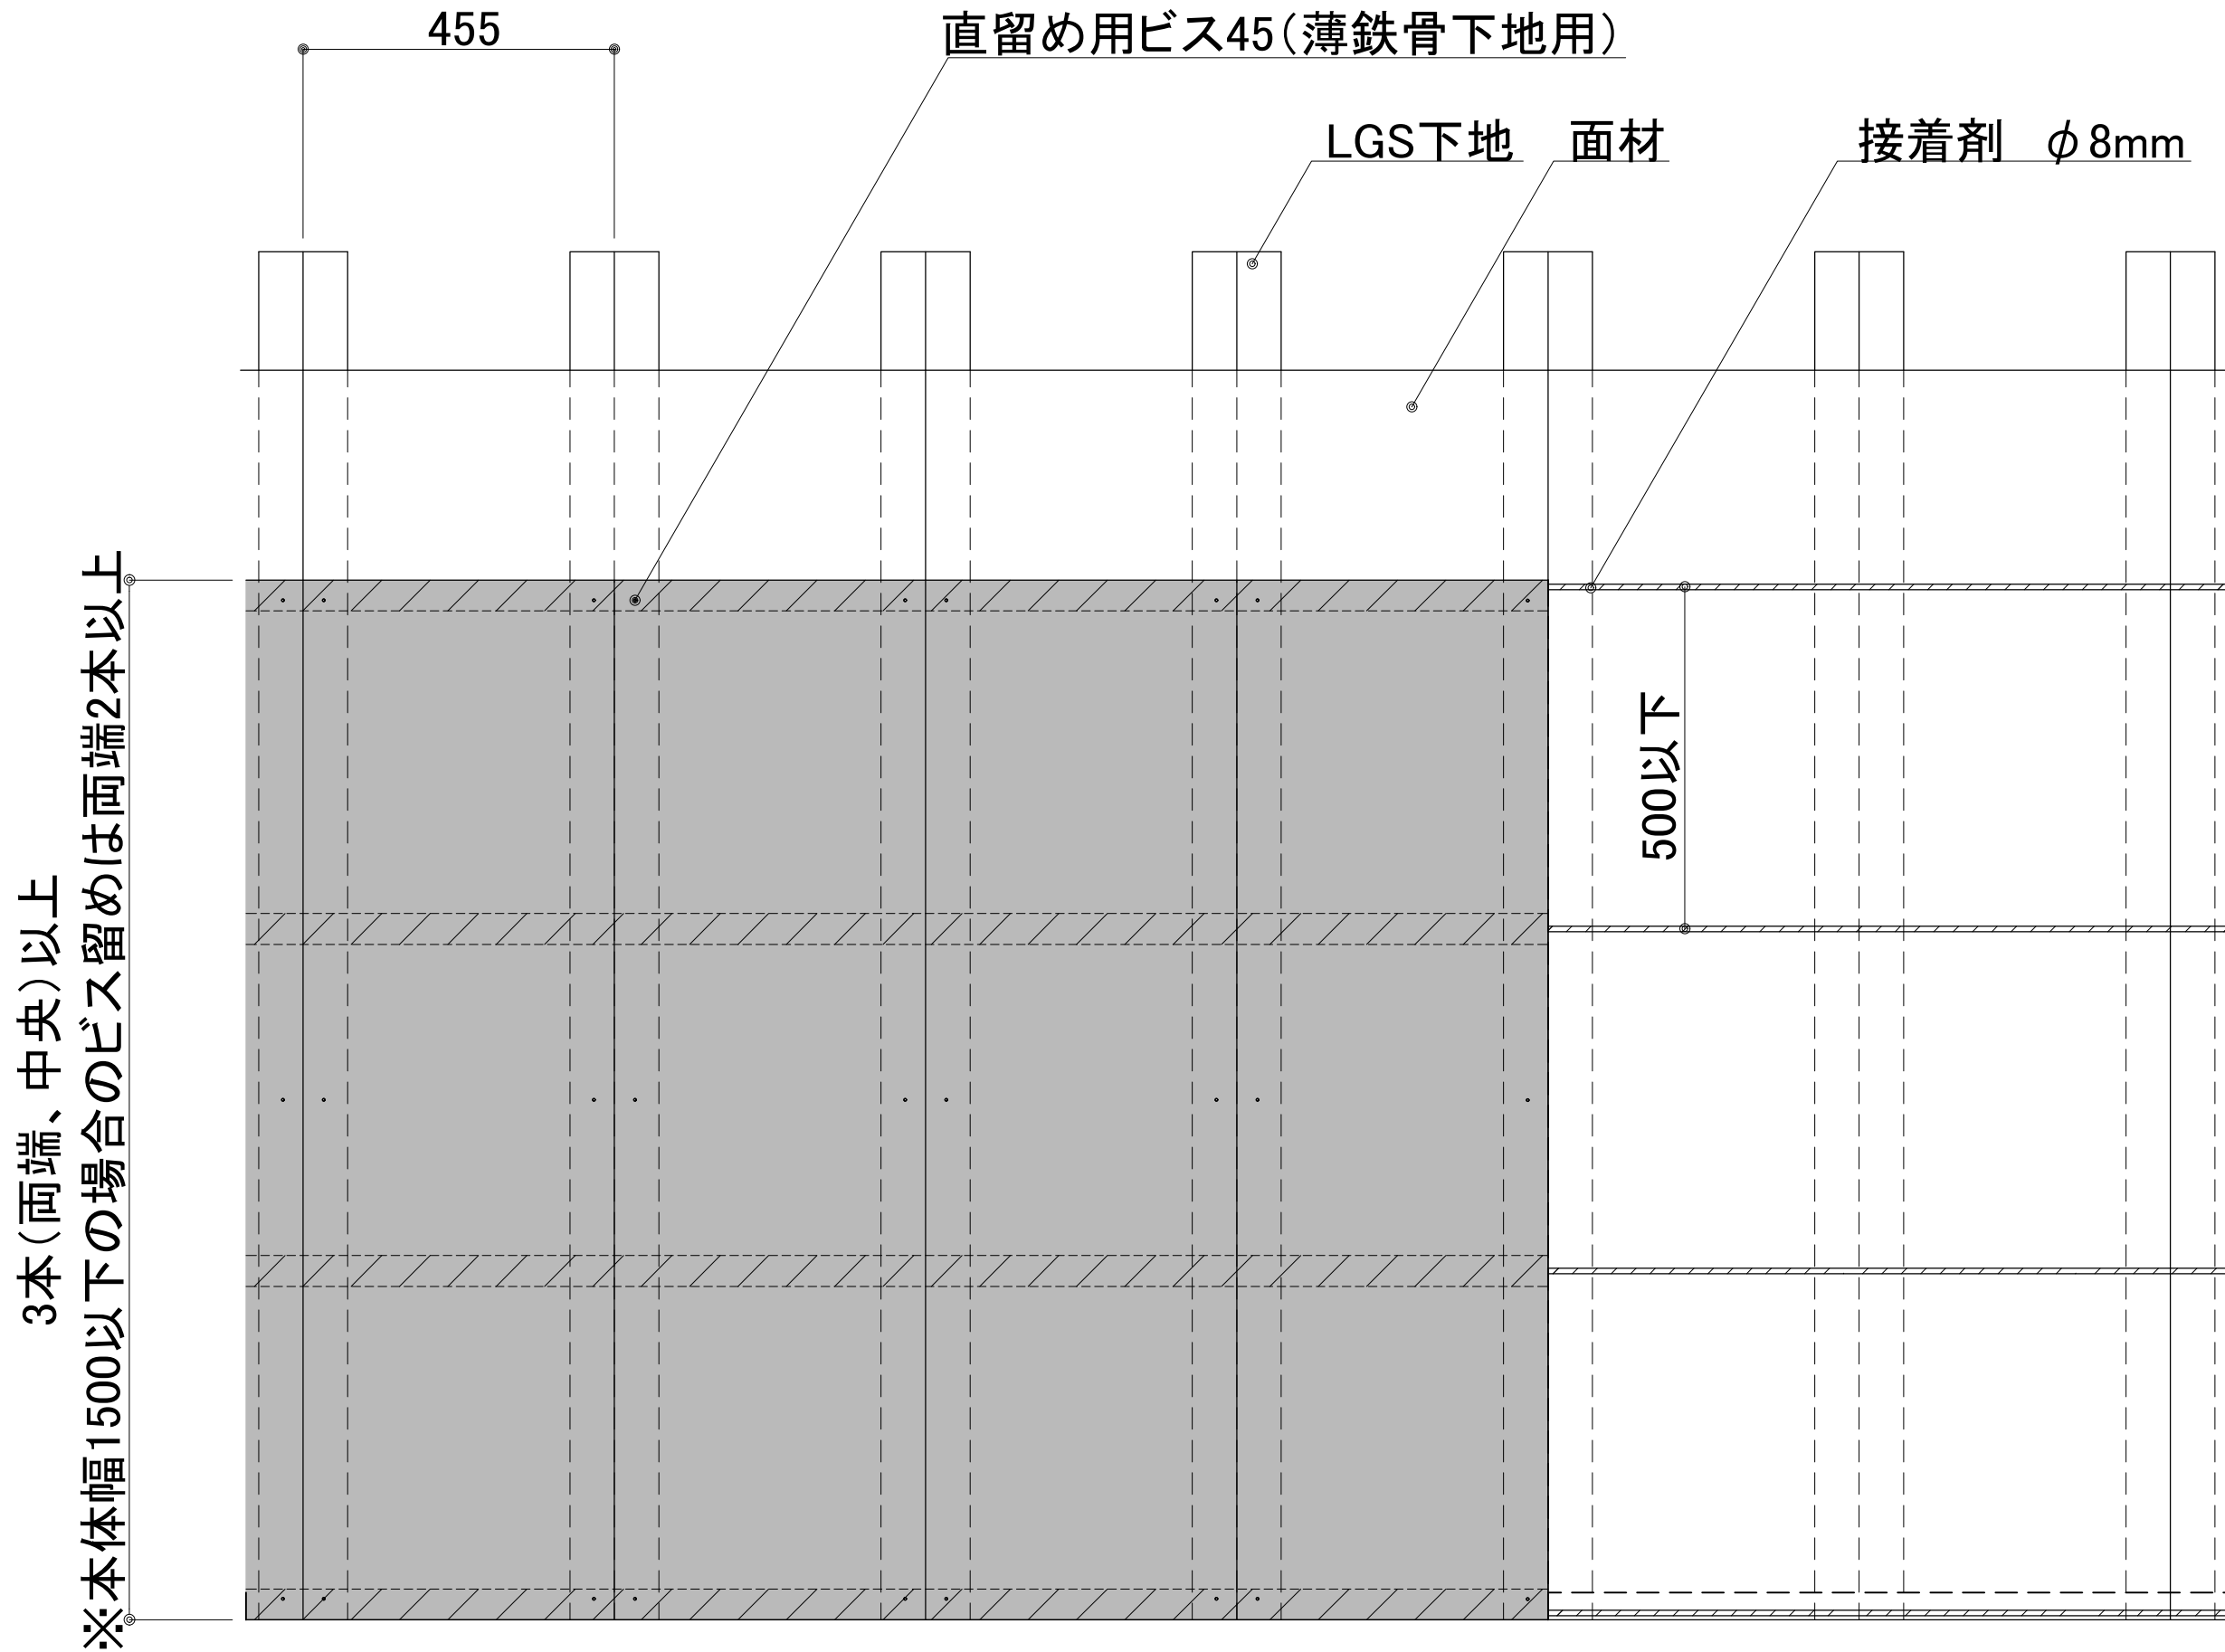 455
直留め用ビス45(薄鉄骨下地用)
LGS下地
面材
接着剤 φ8mm
500以下
3本(両端、中央)以上
※本体幅1500以下の場合のビス留めは両端2本以上